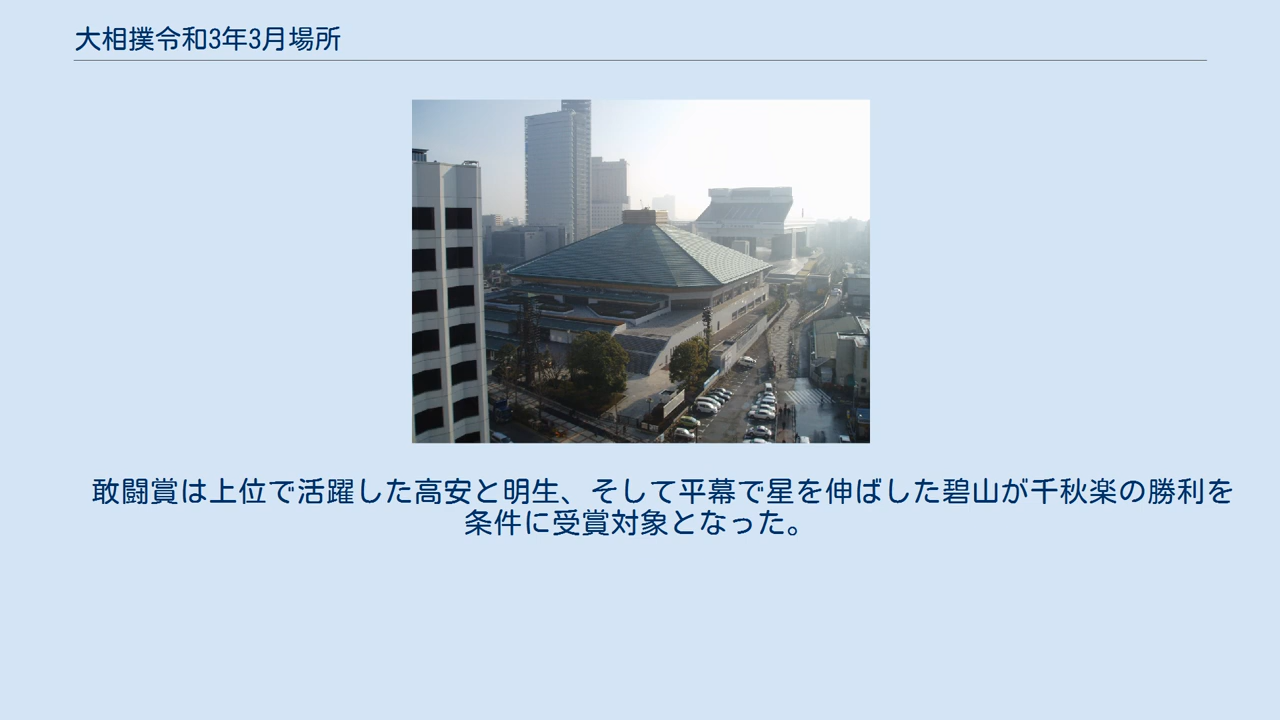 大相撲令和3年3月場所
敢闘賞は上位で活躍した高安と明生、そして平幕で星を伸ばした碧山が千秋楽の勝利を
条件に受賞対象となった。